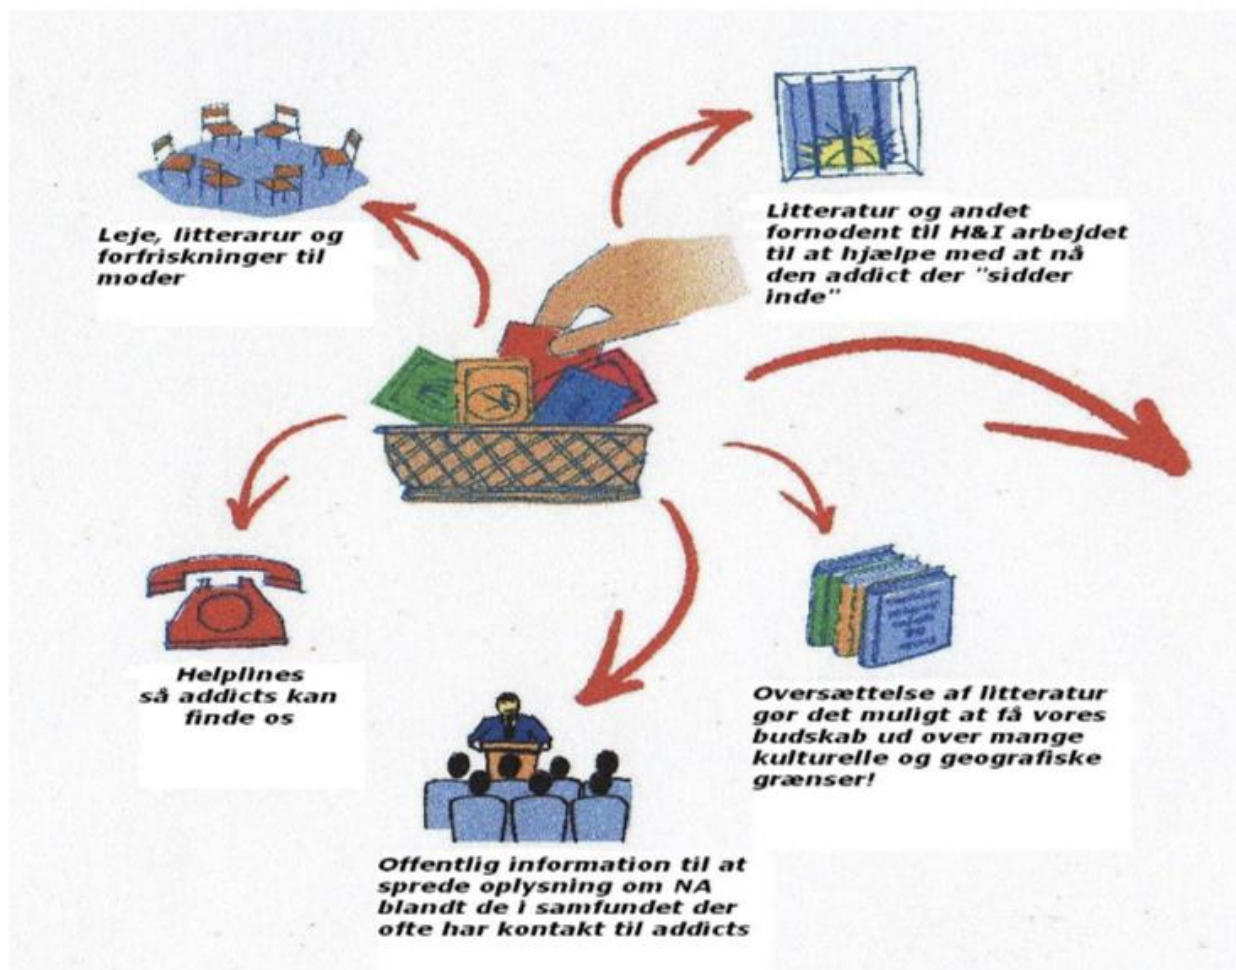 Leje, litterarur og
forfriskninger til
moder
Litteratur og andet
fornodent til H&I arbejdet
til at hjælpe med at nå
den addict der "sidder
inde"
Helplines
så addicts kan
finde os
Oversættelse af litteratur
gør det muligt at få vores
budskab ud over mange
kulturelle og geografiske
grænser!
Offentlig information til at
sprede oplysning om NA
blandt de i samfundet der
ofte har kontakt til addicts